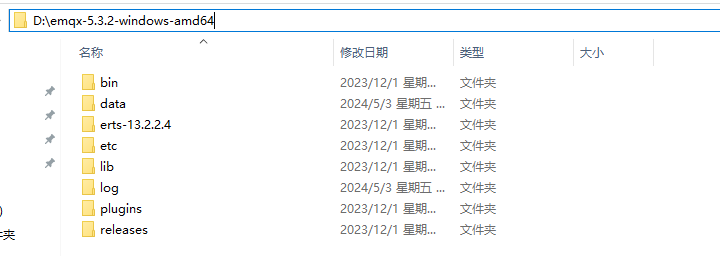 D:\emqx-5.3.2-windows-amd64
名称 修改日期 类型 大小
bin 2023/12/1 星期... 文件夹
data 2024/5/3 星期五 ... 文件夹
erts-13.2.2.4 2023/12/1 星期... 文件夹
etc 2023/12/1 星期... 文件夹
lib 2023/12/1 星期... 文件夹
log 2024/5/3 星期五 ... 文件夹
plugins 2023/12/1 星期... 文件夹
) 
releases 2023/12/1 星期... 文件夹
夹